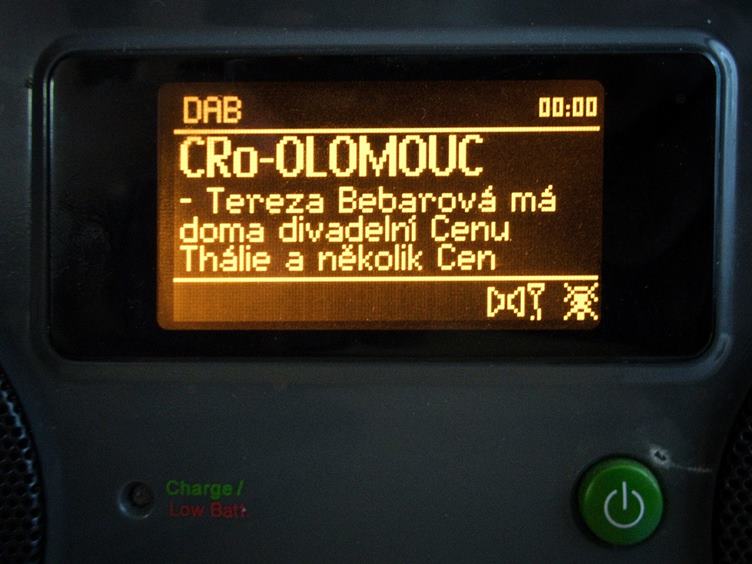 DAB 00:00
CRo-OLOMOUC
- Tereza Bebarová má
doma divadelní Cenu
Thálie a několik Cen
Charge/
Low Batt.